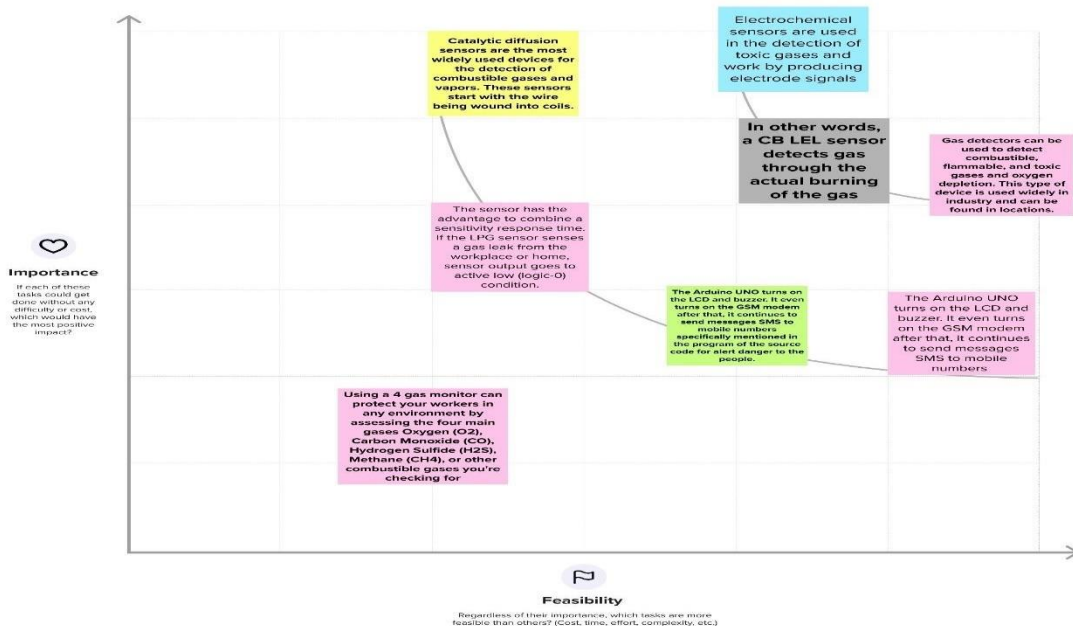 Catalytic diffusion
sensors are the most
widely used devices for
the detection of
combustible gases and
vapors. These sensors
start with the wire
being wound into coils.
Electrochemical
sensors are used
in the detection of
toxic gases and
work by producing
electrode signals
In other words,
a CB LEL sensor
detects gas
through the
actual burning
of the gas
Gas detectors can be
used to detect
combustible,
flammable, and toxic
gases and oxygen
depletion. This type of
device is used widely in
industry and can be
found in locations.
The sensor has the
advantage to combine a
sensitivity response time.
If the LPG sensor senses
a gas leak from the
workplace or home,
sensor output goes to
active low (logic-0)
condition.
The Arduino UNO turns on
the LCD and buzzer. It even
turns on the GSM modem
after that, it continues to
send messages SMS to
mobile numbers
specifically mentioned in
the program of the source
code for alert danger to the
people.
The Arduino UNO
turns on the LCD and
buzzer. It even turns
on the GSM modem
after that, it continues
to send messages
SMS to mobile
numbers
Using a 4 gas monitor can
protect your workers in
any environment by
assessing the four main
gases Oxygen (O2),
Carbon Monoxide (CO),
Hydrogen Sulfide (H2S),
Methane (CH4), or other
combustible gases you're
checking for
Importance
If each of these
tasks could get
done without any
difficulty or cost,
which would have
the most positive
impact?
Feasibility
Regardless of their importance, which tasks are more
feasible than others? (Cost, time, effort, complexity, etc.)